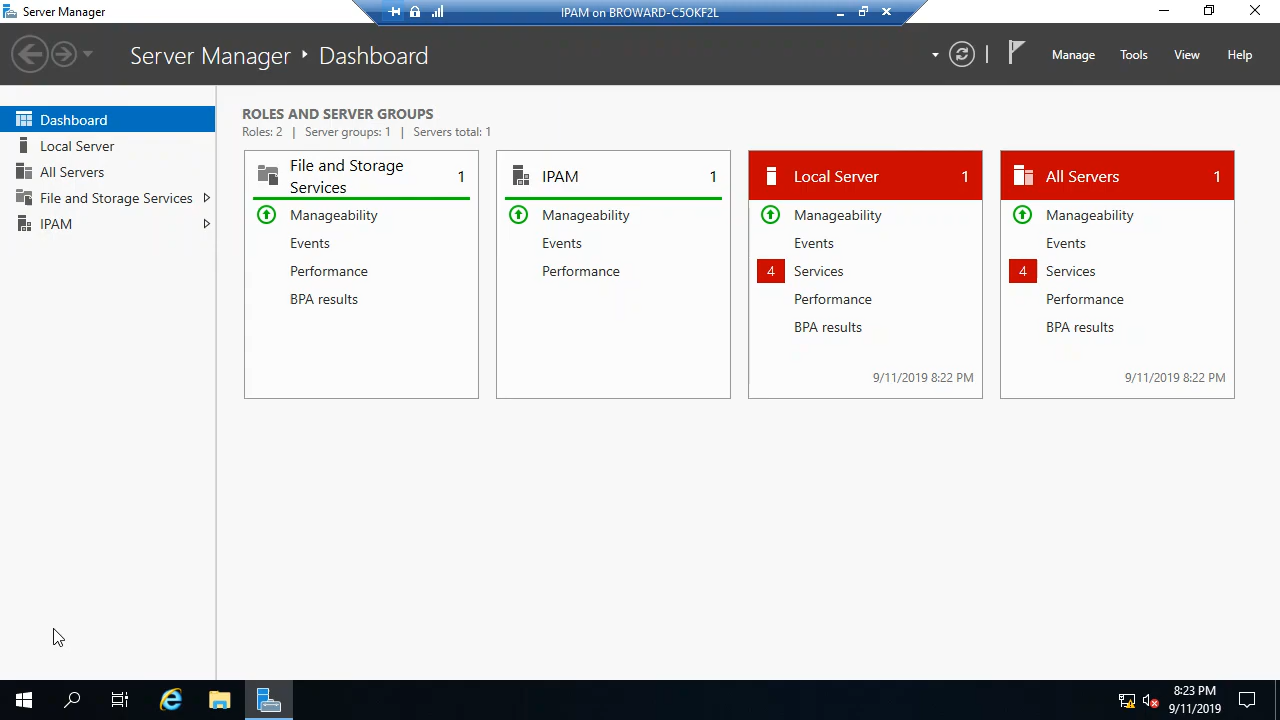 Server Manager
IPAM on BROWARD-C5OKF2L
Server Manager ‣ Dashboard
Manage Tools View Help
Dashboard
Local Server
All Servers
File and Storage Services
IPAM
ROLES AND SERVER GROUPS
Roles: 2 | Server groups: 1 | Servers total: 1
File and Storage
Services
1
Manageability
Events
Performance
BPA results
IPAM 1
Manageability
Events
Performance
Local Server 1
Manageability
Events
4 Services
Performance
BPA results
9/11/2019 8:22 PM
All Servers 1
Manageability
Events
4 Services
Performance
BPA results
9/11/2019 8:22 PM
8:23 PM
9/11/2019